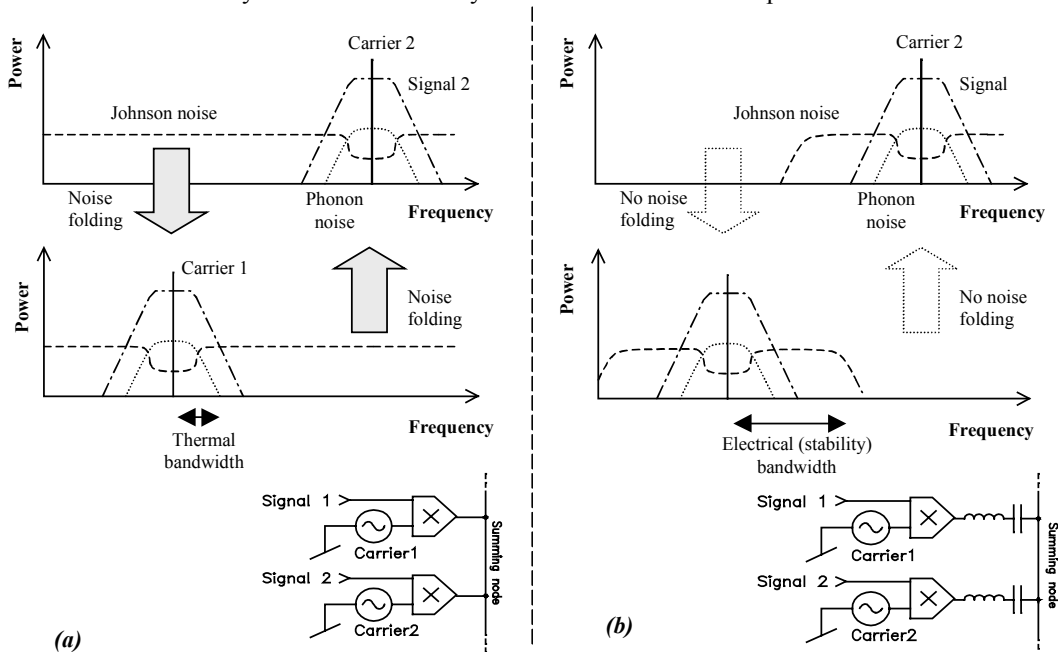 Carrier 2
Power
Signal 2
Johnson noise
Noise
folding
Phonon
noise
Frequency
Carrier 1
Power
Noise
folding
Thermal
bandwidth
Frequency
Signal 1
Carrier1
Signal 2
Carrier2
Summing node
(a)
Carrier 2
Power
Signal
Johnson noise
No noise
folding
Phonon
noise
Frequency
Power
No noise
folding
Electrical (stability)
bandwidth
Frequency
Signal 1
Carrier1
Signal 2
Carrier2
Summing node
(b)